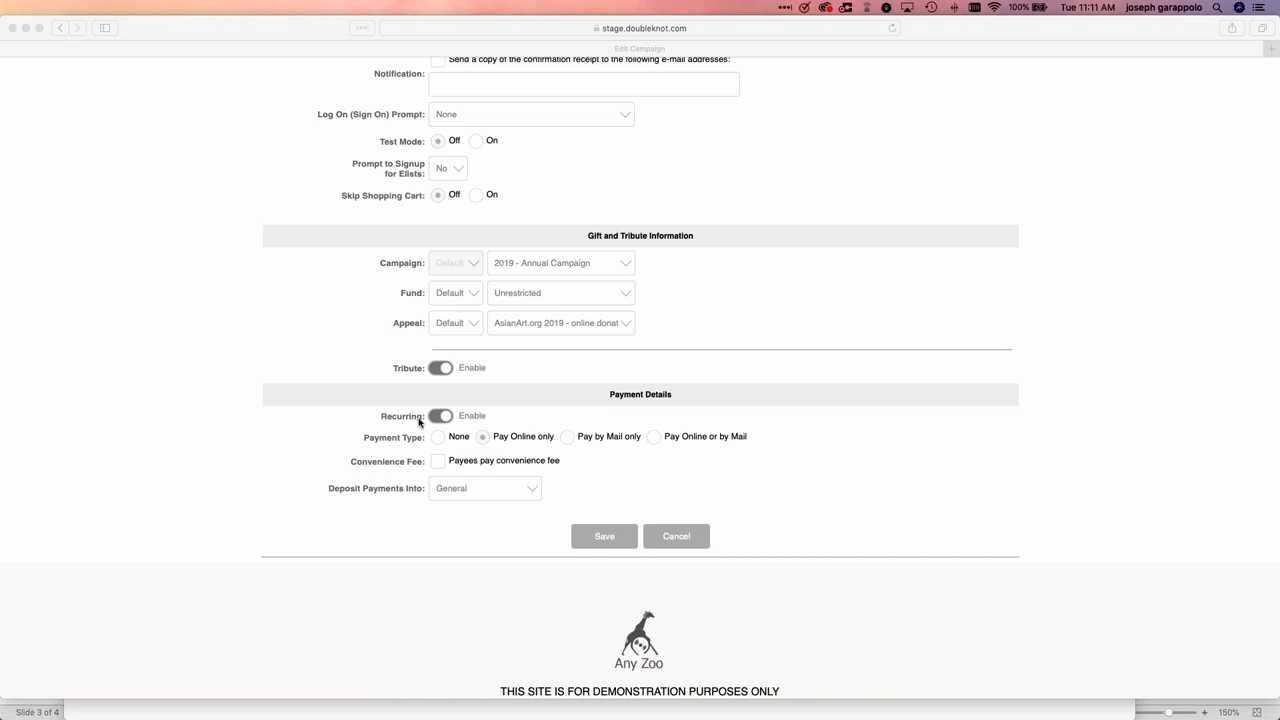 100%
Tue 11:11 AM
joseph garappolo
stage.doubleknot.com
Edit Campaign
Send a copy of the confirmation receipt to the following e-mail addresses:
Notification:
Log On (Sign On) Prompt:
None
Test Mode:
Off
On
Prompt to Signup
for Elists:
No
Skip Shopping Cart:
Off
On
Gift and Tribute Information
Campaign:
Default
2019 - Annual Campaign
Fund:
Default
Unrestricted
Appeal:
Default
AsianArt.org 2019 - online donat
Tribute:
Enable
Payment Details
Recurring:
Enable
Payment Type:
None
Pay Online only
Pay by Mail only
Pay Online or by Mail
Convenience Fee:
Payees pay convenience fee
Deposit Payments Into:
General
Save
Cancel
Any Zoo
THIS SITE IS FOR DEMONSTRATION PURPOSES ONLY
Slide 3 of 4
150%